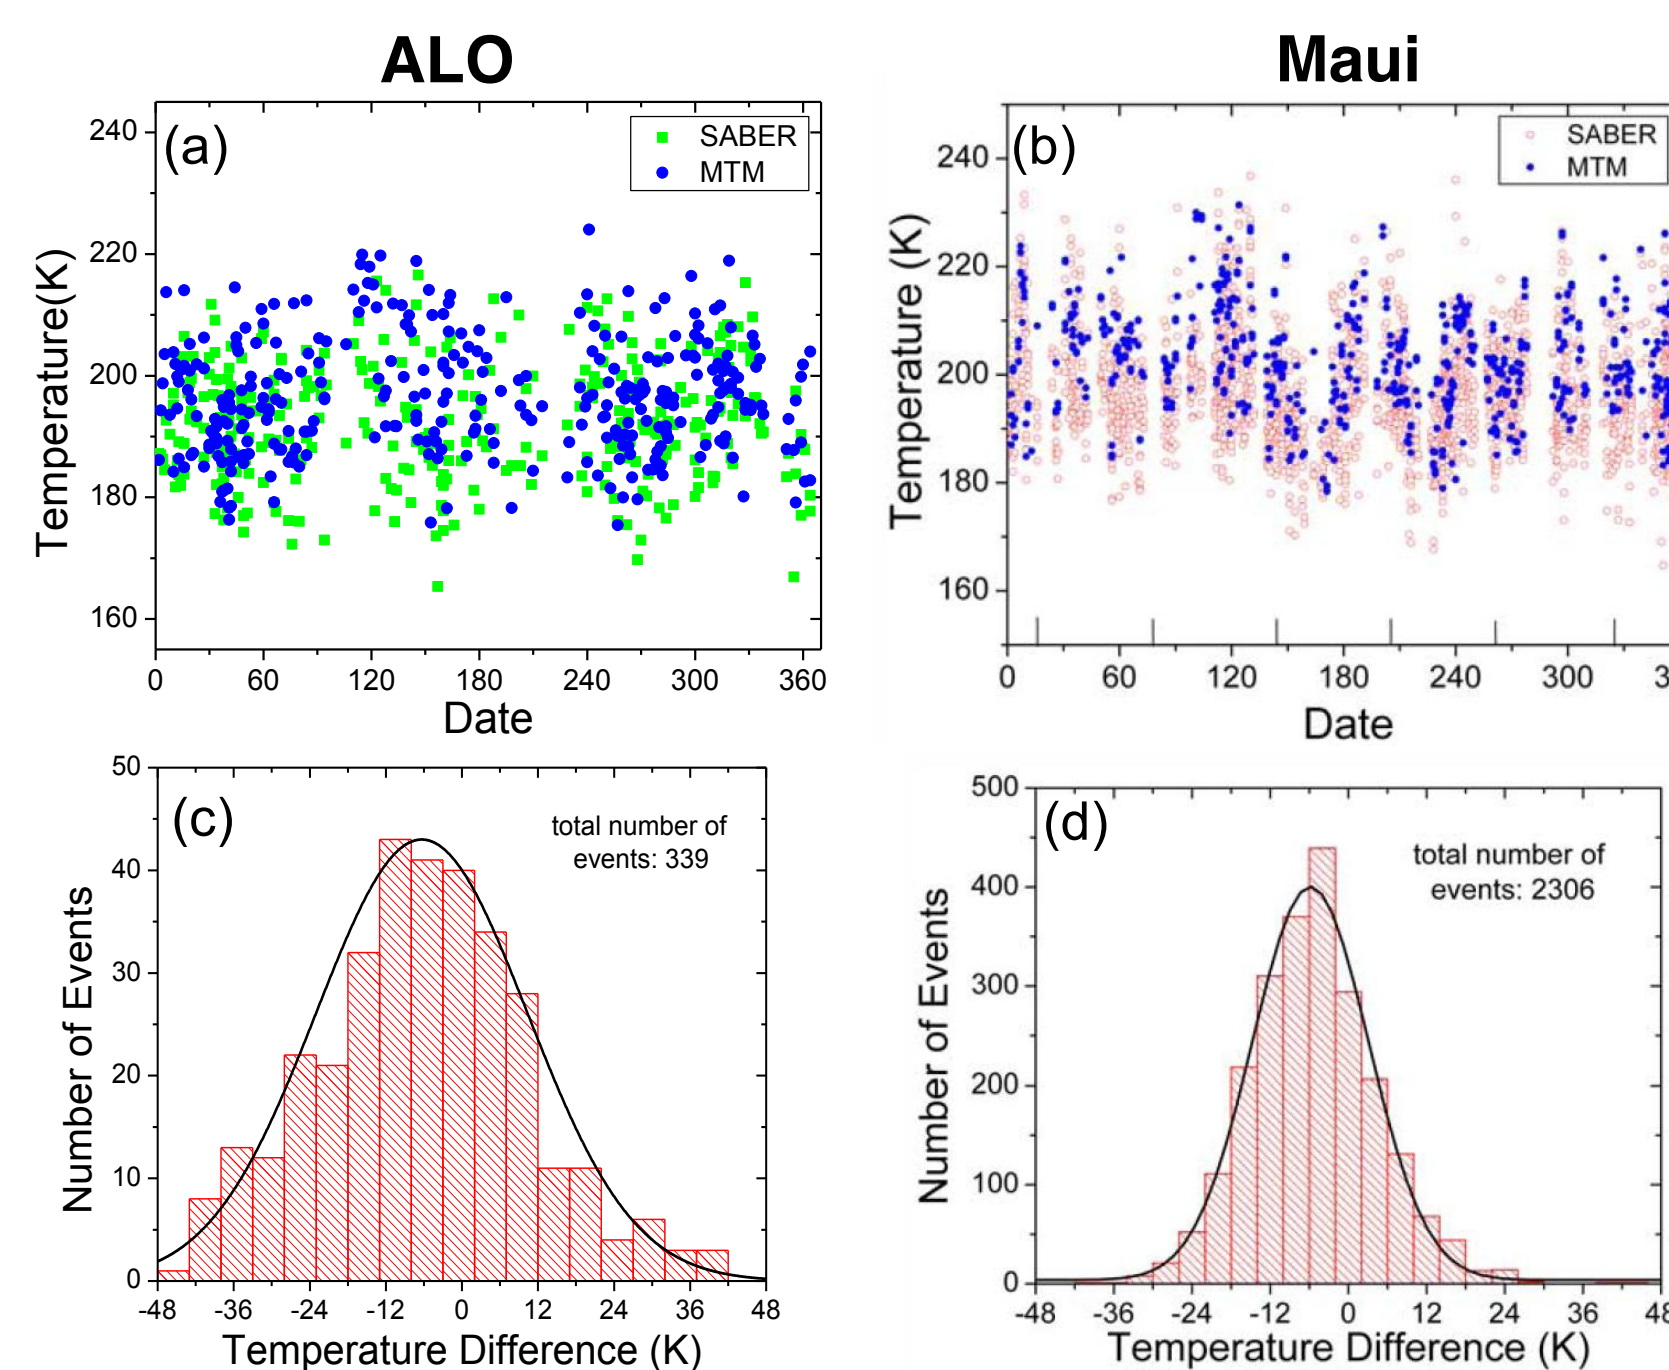 ALO
Maui
(a)
SABER
MTM
240
220
200
180
160
Temperature(K)
0 60 120 180 240 300 360
Date
(b)
SABER
MTM
240
220
200
180
160
Temperature (K)
0 60 120 180 240 300 3
Date
(c)
total number of
events: 339
50
40
30
20
10
0
Number of Events
-48 -36 -24 -12 0 12 24 36 48
Temperature Difference (K)
(d)
total number of
events: 2306
500
400
300
200
100
0
Number of Events
-48 -36 -24 -12 0 12 24 36 48
Temperature Difference (K)